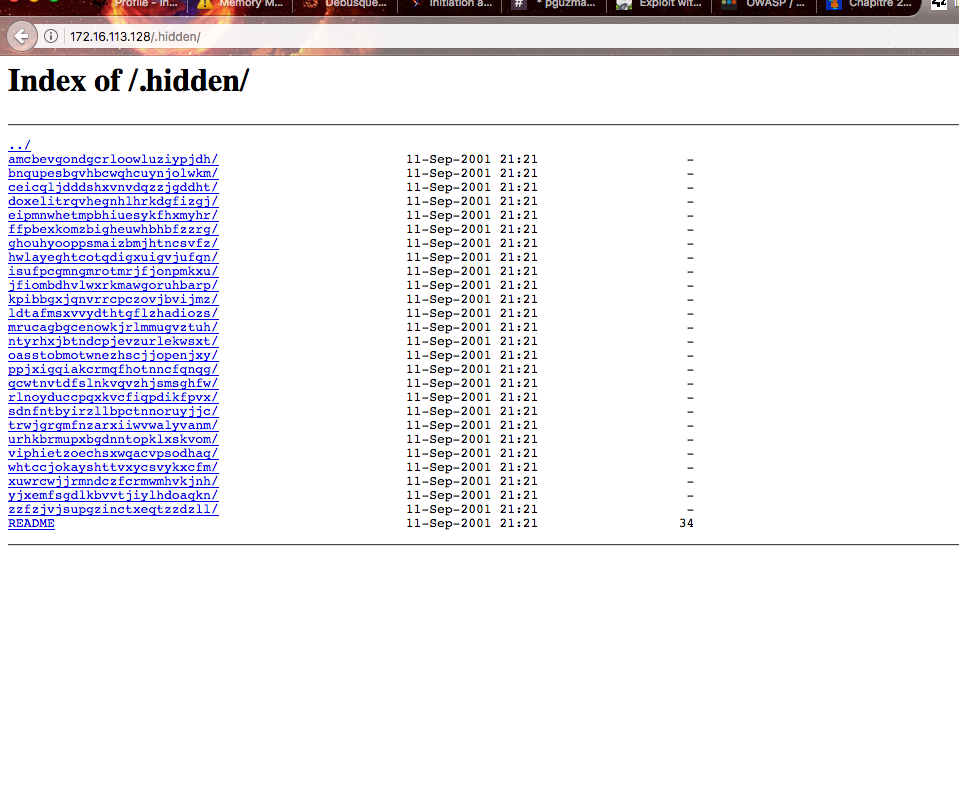 Profile - In...
Memory M...
Debusque...
Initiation a...
* pguzma...
Exploit wit...
OWASP / ...
Chapitre 2...
172.16.113.128/.hidden/
Index of /.hidden/
../
amcbevgondgcrloowluziypjdh/ 11-Sep-2001 21:21 -
bnqupesbgvhbcwqhcuynjolwkm/ 11-Sep-2001 21:21 -
ceicqljdddshxvnvdqzzjgddht/ 11-Sep-2001 21:21 -
doxelitrqvhegnhlhrkdgfizgj/ 11-Sep-2001 21:21 -
eipmnwhetmpbhiuesykfhxmyhr/ 11-Sep-2001 21:21 -
ffpbexkomzbigheuwhbhbfzzrg/ 11-Sep-2001 21:21 -
ghouhyooppsmaizbmjhtncsvfz/ 11-Sep-2001 21:21 -
hwlayeghtcotqdigxuigvjufqn/ 11-Sep-2001 21:21 -
isufpcgmngmrotmrjfjonpmkxu/ 11-Sep-2001 21:21 -
jfiombdhvlwxrkmawgoruhbarp/ 11-Sep-2001 21:21 -
kpibbgxjqnvrrcpczovjbvijmz/ 11-Sep-2001 21:21 -
ldtafmsxvvydthtgflzhadiozs/ 11-Sep-2001 21:21 -
mrucagbgcenowkjrlmmugvztuh/ 11-Sep-2001 21:21 -
ntyrhxjbtndcpjevzurlekwsxt/ 11-Sep-2001 21:21 -
oasstobmotwnezhscjjopenjxy/ 11-Sep-2001 21:21 -
ppjxigqiakcrmqfhotnncfqnqg/ 11-Sep-2001 21:21 -
qcwtnvtdfslnkvqvzhjsmsghfw/ 11-Sep-2001 21:21 -
rlnoyduccpqxkvcfiqpdikfpvx/ 11-Sep-2001 21:21 -
sdnfntbyirzllbpctnnoruyjjc/ 11-Sep-2001 21:21 -
trwjgrgmfnzarxiiwvwalyvanm/ 11-Sep-2001 21:21 -
urhkbrmupxbgdnntopklxskvom/ 11-Sep-2001 21:21 -
viphietzoechsxwqacvpsodhaq/ 11-Sep-2001 21:21 -
whtccjokayshttvxycsvykxcfm/ 11-Sep-2001 21:21 -
xuwrcwjjrmndczfcrmwmhvkjnh/ 11-Sep-2001 21:21 -
yjxemfsgdlkbvvtjiylhdoaqkn/ 11-Sep-2001 21:21 -
zzfzjvjsupgzinctxeqtzzdzll/ 11-Sep-2001 21:21 -
README 11-Sep-2001 21:21 34